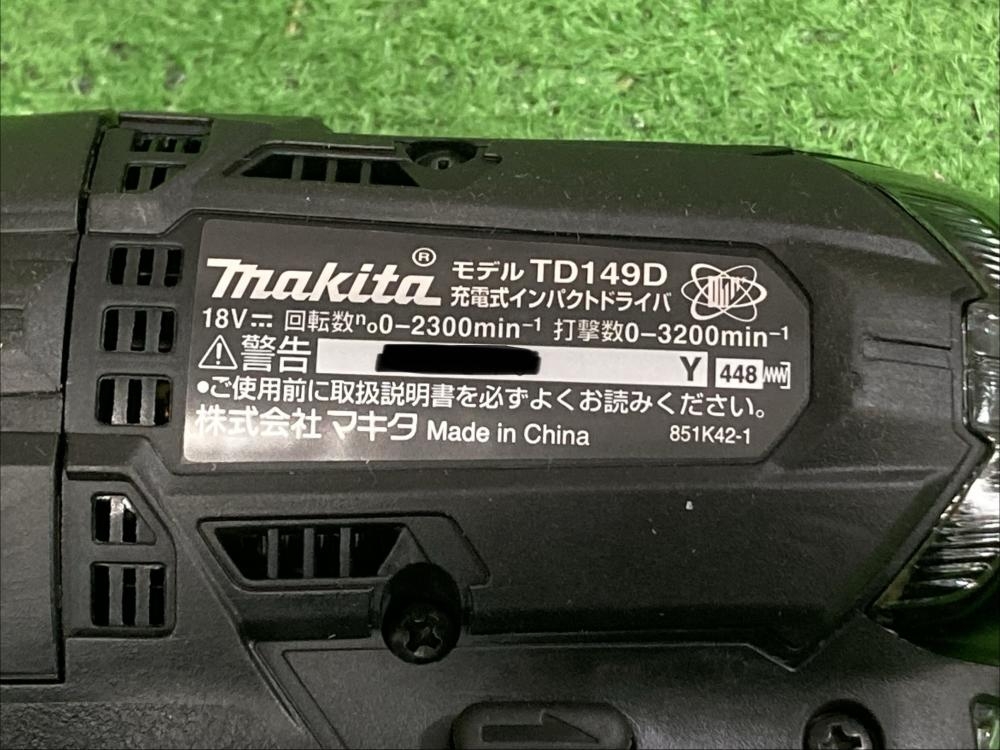 makita® モデル TD149D
充電式インパクトドライバ
18V⎓ 回転数n₀0-2300min⁻¹ 打撃数0-3200min⁻¹
⚠警告 Y 448
•ご使用前に取扱説明書を必ずよくお読みください。
株式会社 マキタ Made in China 851K42-1